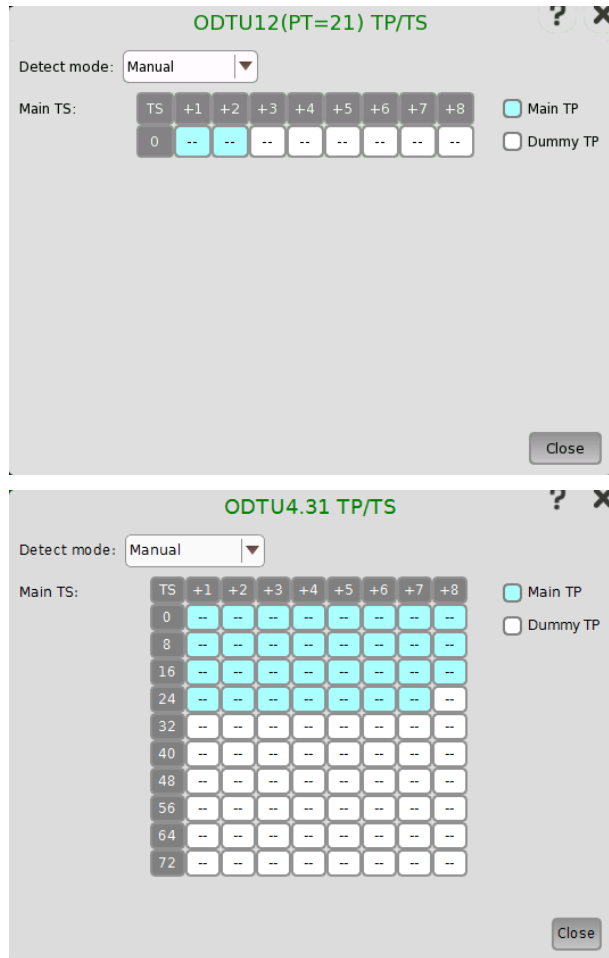 ODTU12(PT=21) TP/TS ? X
Detect mode: Manual
Main TS: TS +1 +2 +3 +4 +5 +6 +7 +8 Main TP
0 -- -- -- -- -- -- -- -- Dummy TP
Close
ODTU4.31 TP/TS ? X
Detect mode: Manual
Main TS: TS +1 +2 +3 +4 +5 +6 +7 +8 Main TP
0 -- -- -- -- -- -- -- -- Dummy TP
8 -- -- -- -- -- -- -- --
16 -- -- -- -- -- -- -- --
24 -- -- -- -- -- -- -- --
32 -- -- -- -- -- -- -- --
40 -- -- -- -- -- -- -- --
48 -- -- -- -- -- -- -- --
56 -- -- -- -- -- -- -- --
64 -- -- -- -- -- -- -- --
72 -- -- -- -- -- -- -- --
Close